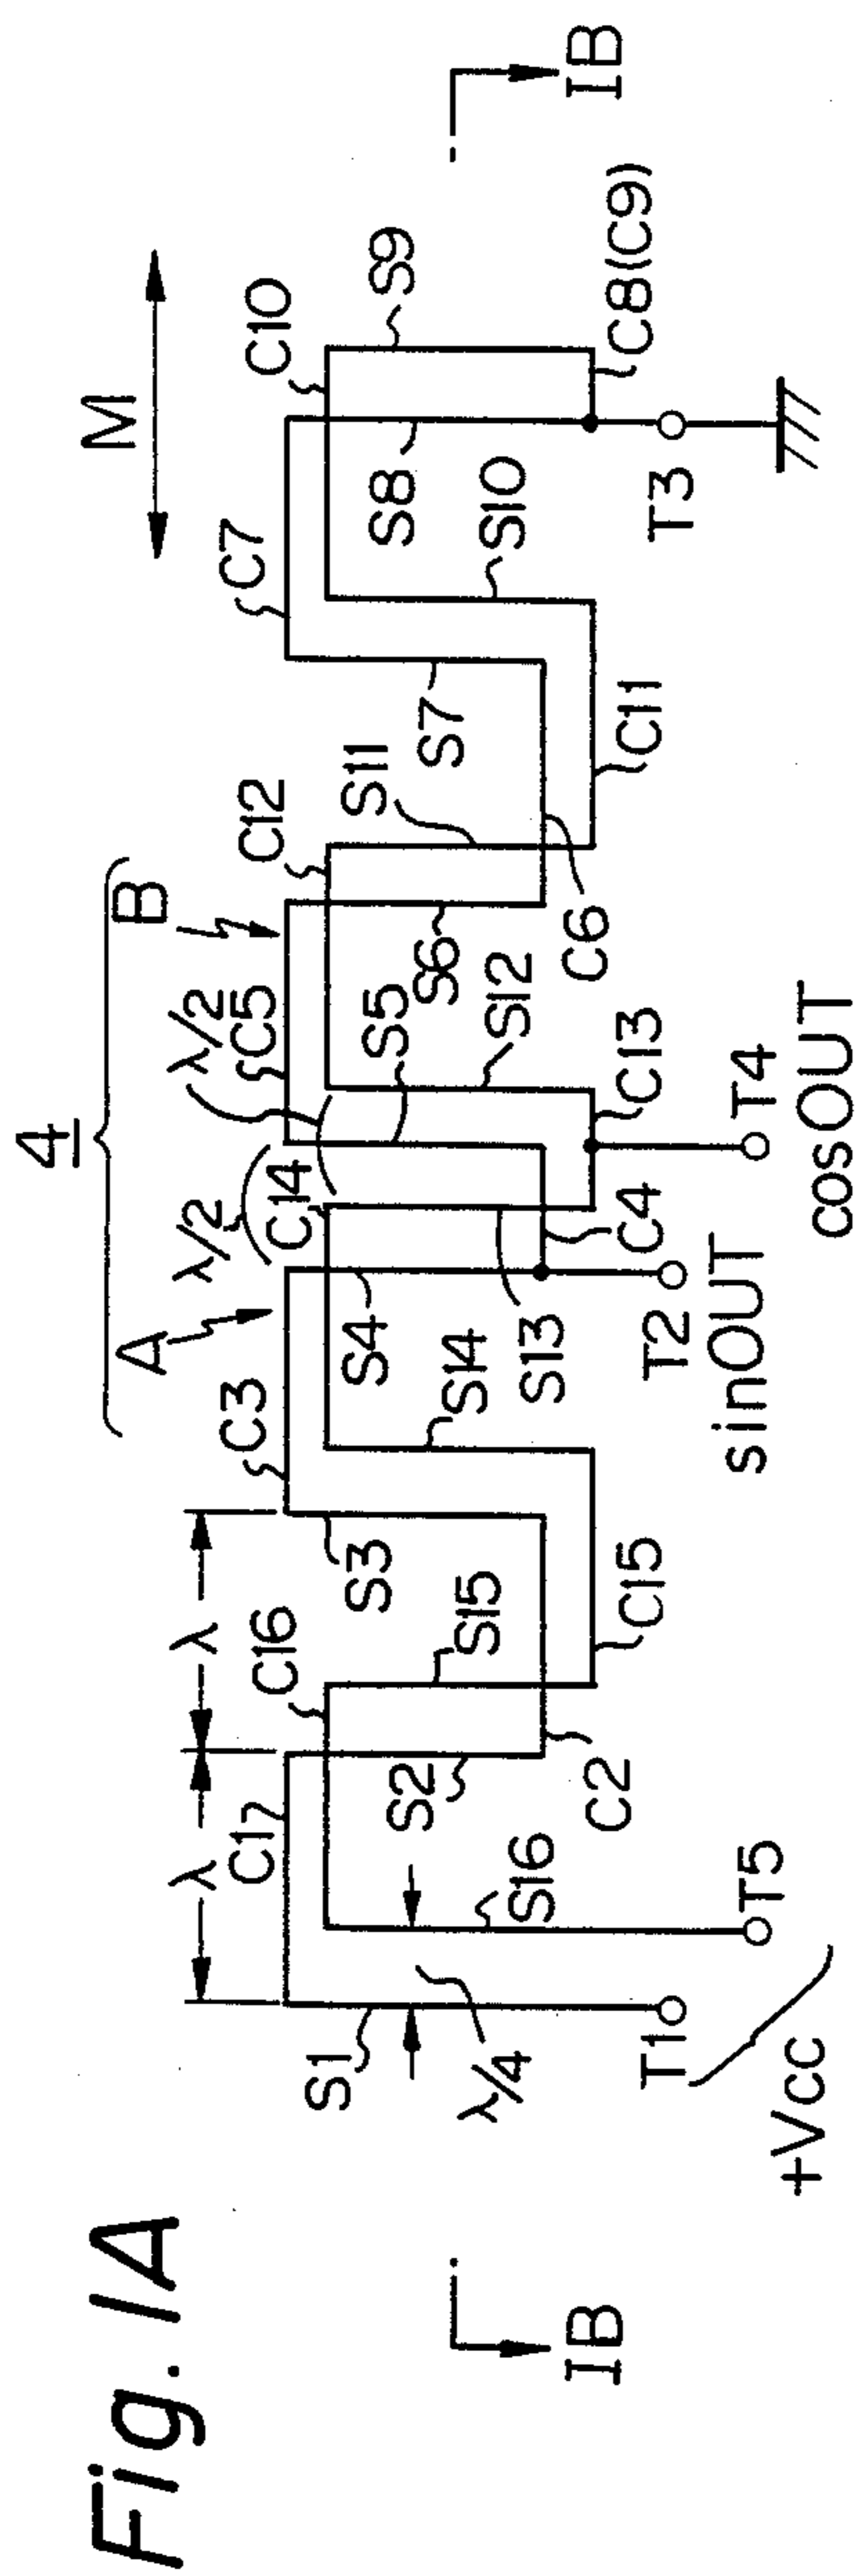 Fig. 1A
4
M
A
B
λ
λ
λ/2
λ/2
C1
C16
C3
C14
C5
C12
C7
C10
S1
λ/4
S16
S2
S15
S3
S14
S4
S13
S5
S12
S6
S11
S7
S10
S8
S9
C2
C15
C4
C13
C6
C11
C8(C9)
IB
IB
T1
T5
+VCC
T2
sinOUT
T4
cosOUT
T3